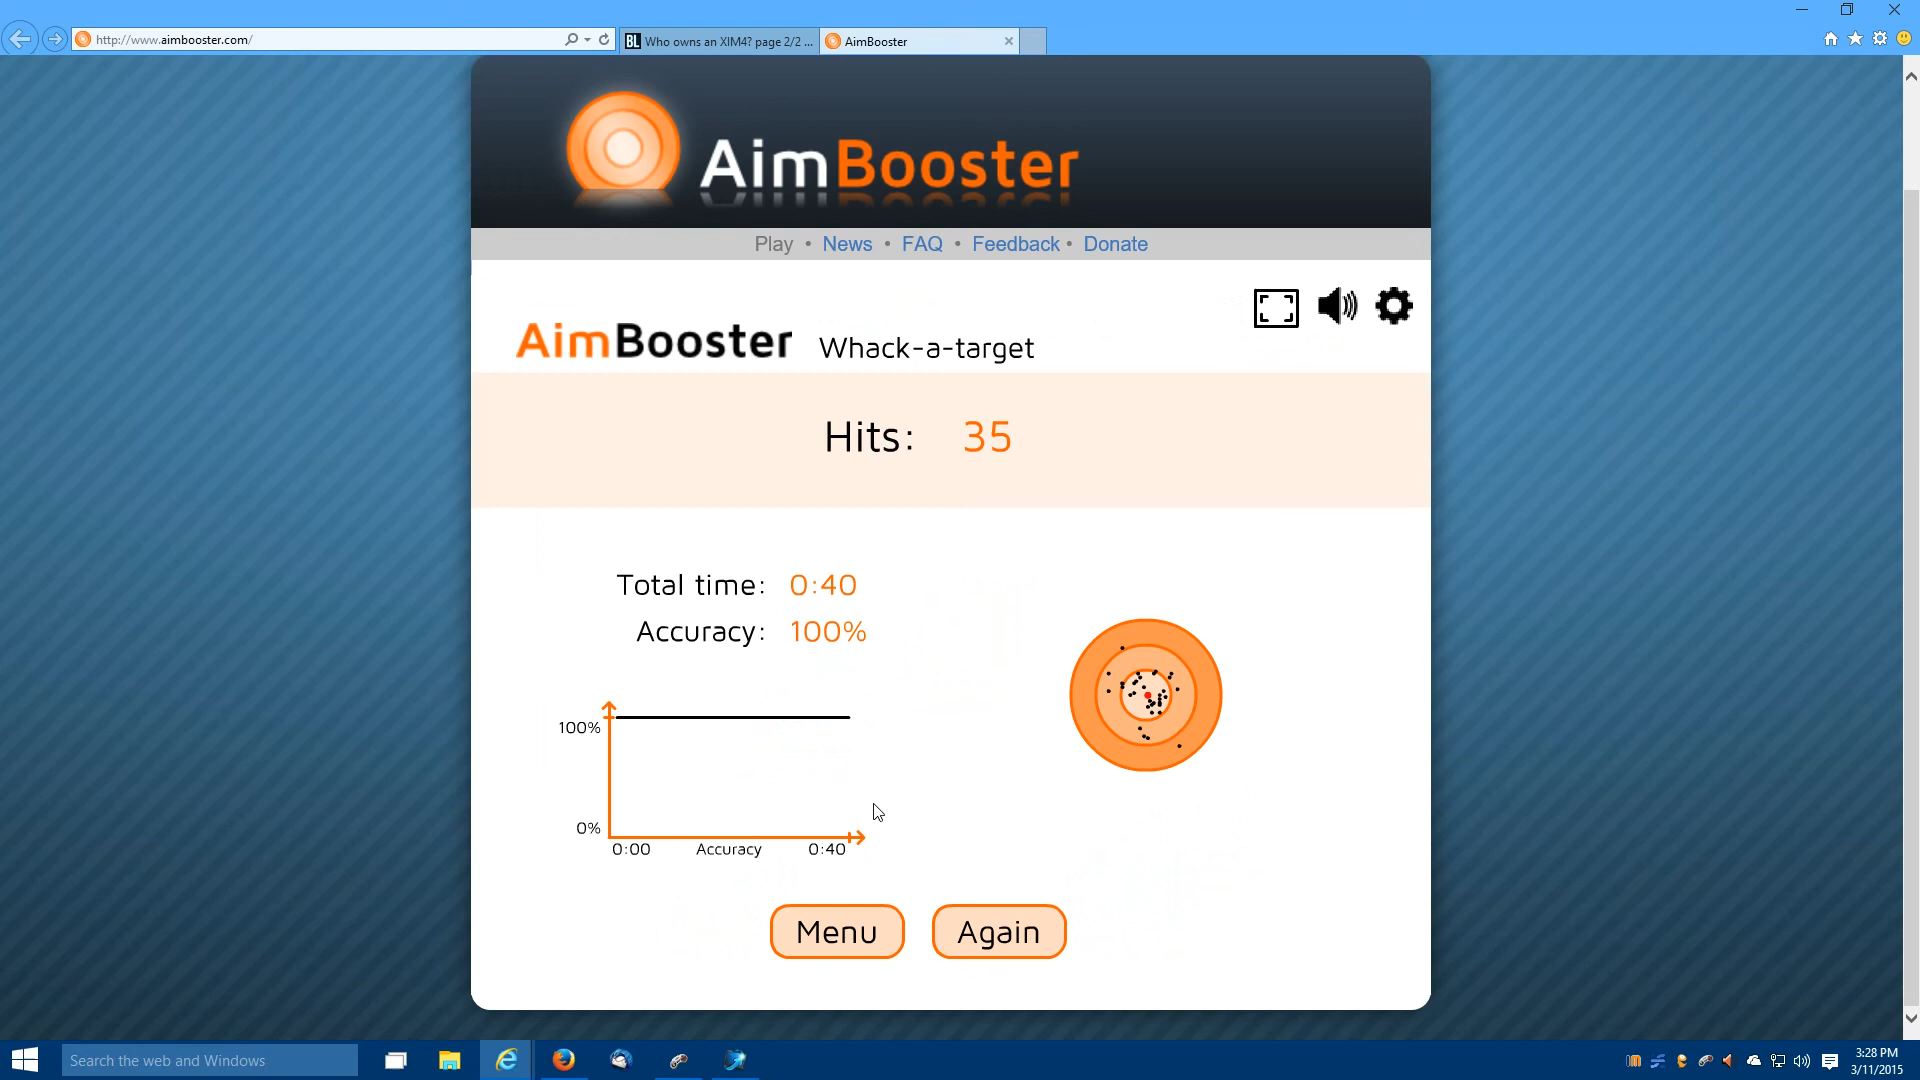 http://www.aimbooster.com/
BL Who owns an XIM4? page 2/2 ...
AimBooster
AimBooster
Play • News • FAQ • Feedback • Donate
AimBooster Whack-a-target
Hits: 35
Total time: 0:40
Accuracy: 100%
100%
0%
0:00 Accuracy 0:40
Menu Again
Search the web and Windows
3:28 PM
3/11/2015